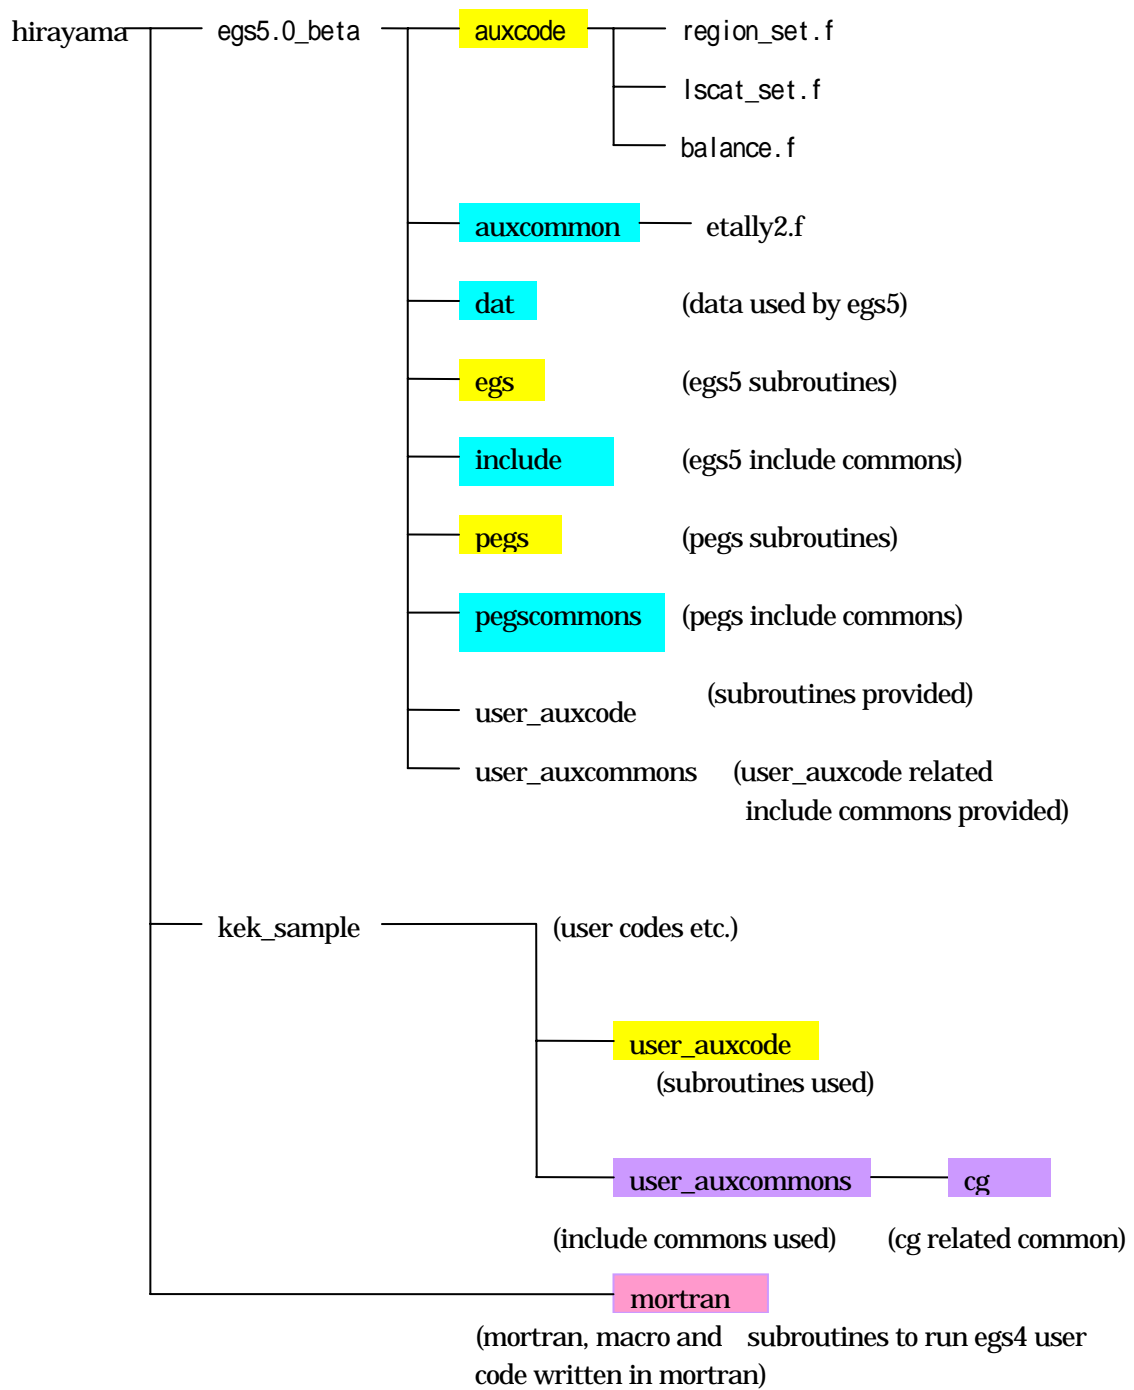 hirayama egs5.0_beta auxcode region_set.f
lscat_set.f
balance.f
auxcommon etally2.f
dat (data used by egs5)
egs (egs5 subroutines)
include (egs5 include commons)
pegs (pegs subroutines)
pegscommons (pegs include commons)
user_auxcode (subroutines provided)
user_auxcommons (user_auxcode related
include commons provided)
kek_sample (user codes etc.)
user_auxcode
(subroutines used)
user_auxcommons cg
(include commons used) (cg related common)
mortran
(mortran, macro and subroutines to run egs4 user
code written in mortran)